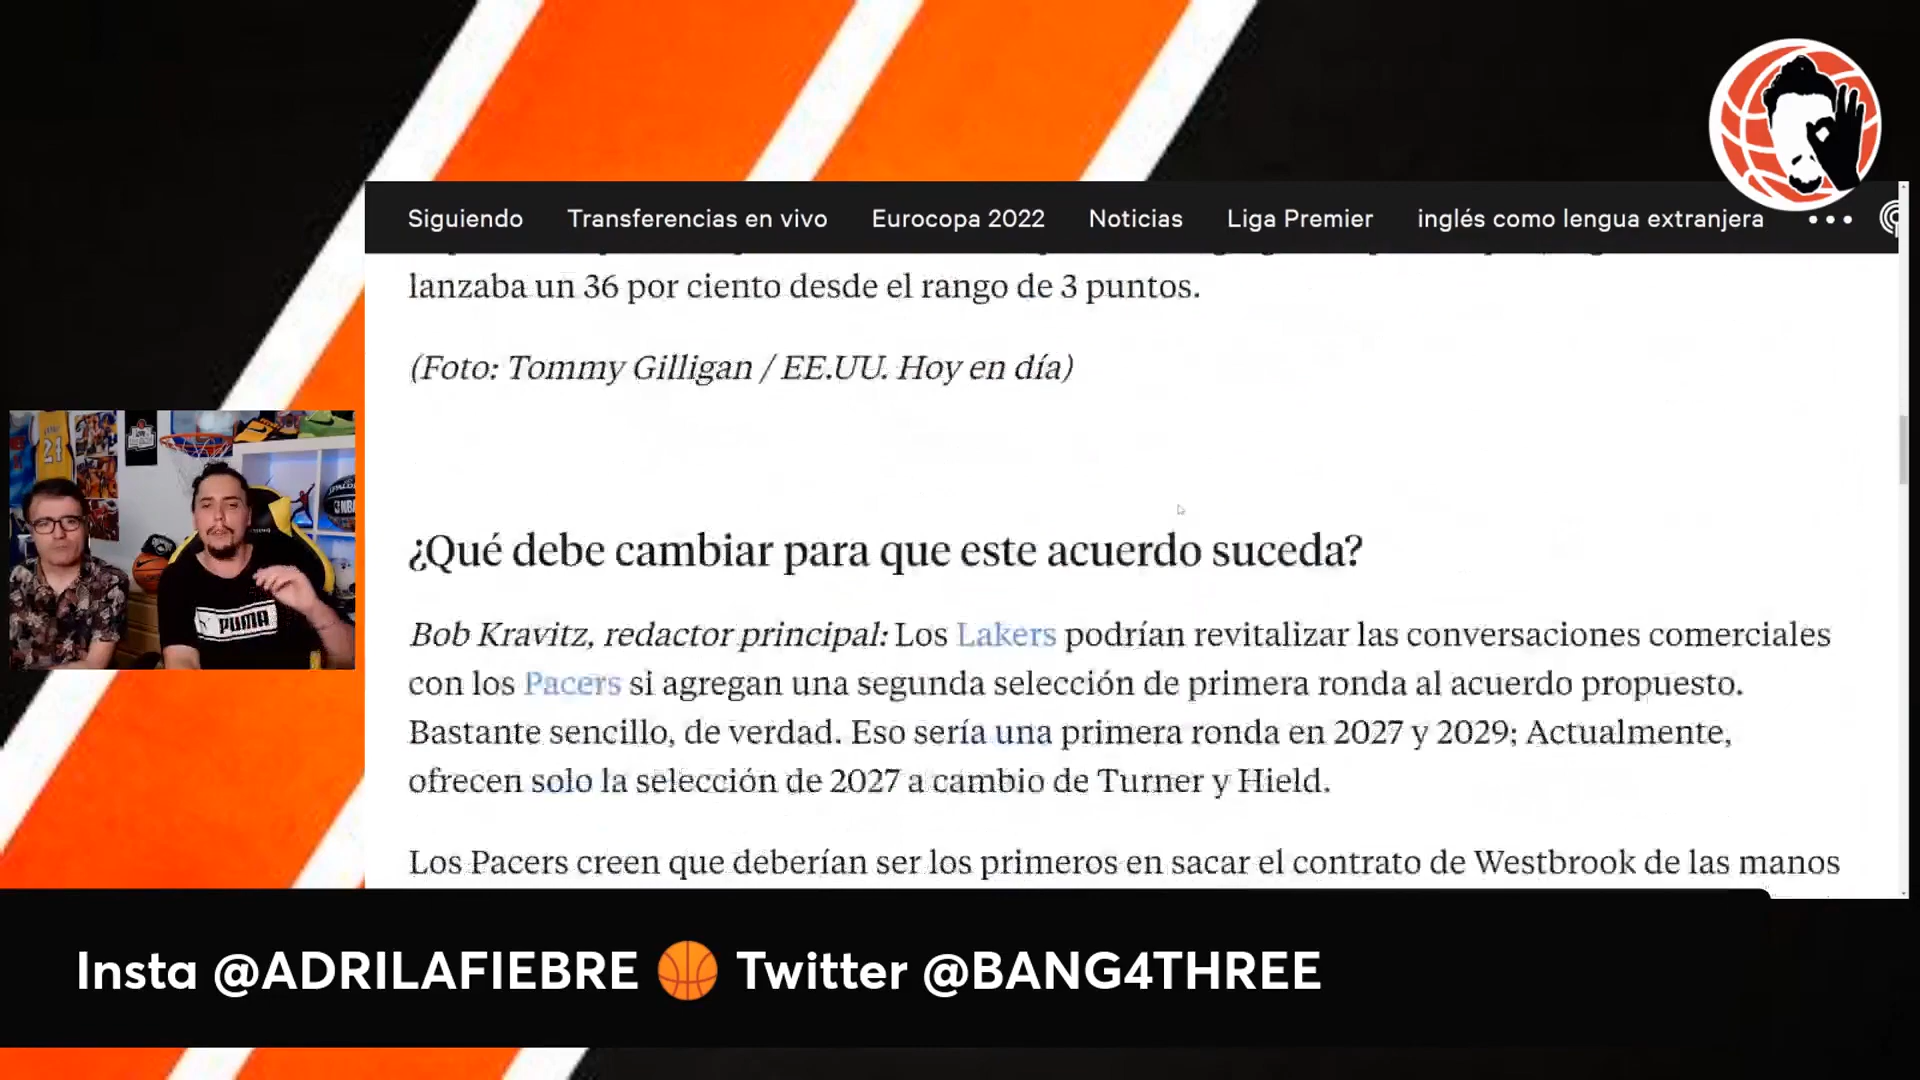 Siguiendo Transferencias en vivo Eurocopa 2022 Noticias Liga Premier inglés como lengua extranjera
lanzaba un 36 por ciento desde el rango de 3 puntos.
(Foto: Tommy Gilligan / EE.UU. Hoy en día)
¿Qué debe cambiar para que este acuerdo suceda?
Bob Kravitz, redactor principal: Los Lakers podrían revitalizar las conversaciones comerciales
con los Pacers si agregan una segunda selección de primera ronda al acuerdo propuesto.
Bastante sencillo, de verdad. Eso sería una primera ronda en 2027 y 2029; Actualmente,
ofrecen solo la selección de 2027 a cambio de Turner y Hield.
Los Pacers creen que deberían ser los primeros en sacar el contrato de Westbrook de las manos
24
PUMA
SPALDING
NBA
Insta @ADRILAFIEBRE Twitter @BANG4THREE